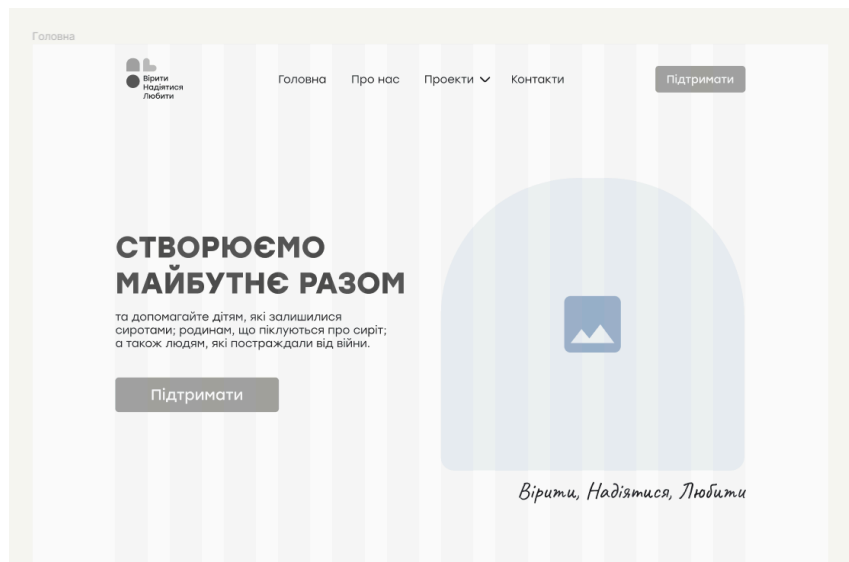 Головна
Вірити
Надіятися
Любити
Головна Про нас Проекти Контакти Підтримати
СТВОРЮЄМО
МАЙБУТНЄ РАЗОМ
та допомагайте дітям, які залишилися
сиротами; родинам, що піклуються про сиріт;
а також людям, які постраждали від війни.
Підтримати
Вірити, Надіятися, Любити